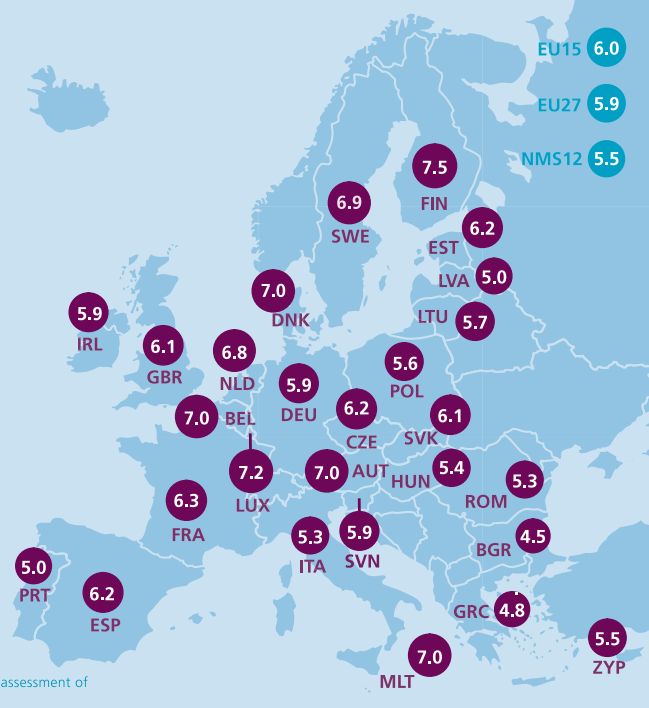 EU15 6.0
EU27 5.9
NMS12 5.5
7.5
FIN
6.9
SWE
6.2
EST
5.0
LVA
7.0
DNK
5.7
LTU
5.9
IRL
6.1
GBR
6.8
NLD
5.6
POL
5.9
DEU
6.2
CZE
6.1
SVK
7.0 BEL
7.2
LUX
7.0 AUT
5.4
HUN
5.3
ROM
6.3
FRA
5.3
ITA
5.9
SVN
4.5
BGR
5.0
PRT
6.2
ESP
4.8
GRC
5.5
ZYP
7.0
MLT
assessment of